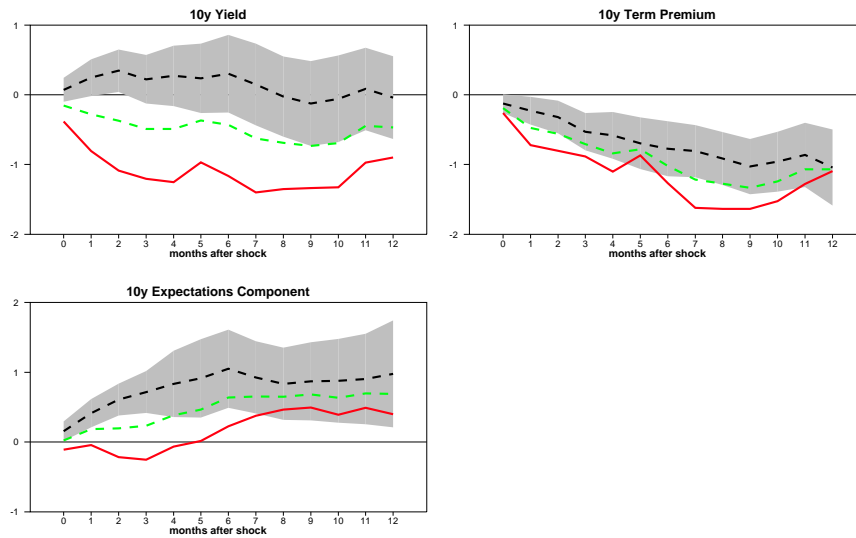 10y Yield
1
0
-1
-2
0 1 2 3 4 5 6 7 8 9 10 11 12
months after shock
10y Term Premium
1
0
-1
-2
0 1 2 3 4 5 6 7 8 9 10 11 12
months after shock
10y Expectations Component
2
1
0
-1
0 1 2 3 4 5 6 7 8 9 10 11 12
months after shock